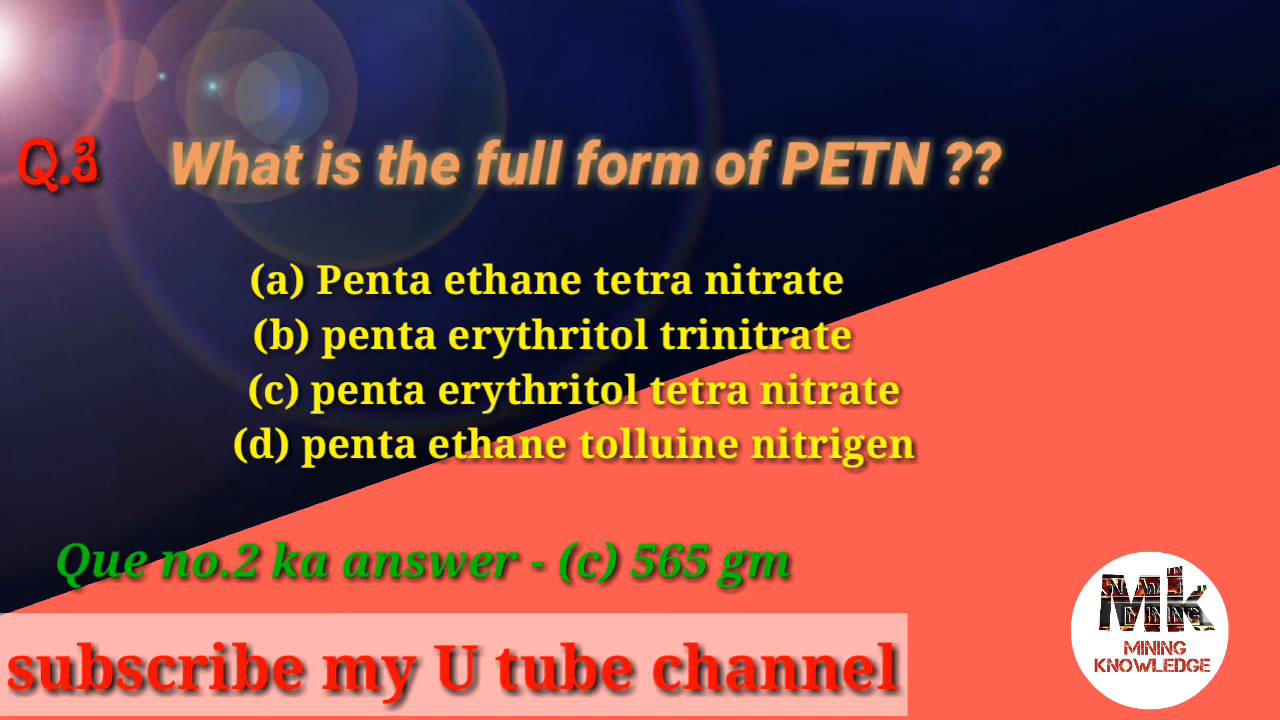 Q.3 What is the full form of PETN ??
(a) Penta ethane tetra nitrate
(b) penta erythritol trinitrate
(c) penta erythritol tetra nitrate
(d) penta ethane tolluine nitrigen
Que no.2 ka answer - (c) 565 gm
subscribe my U tube channel
Mk
MINING
KNOWLEDGE